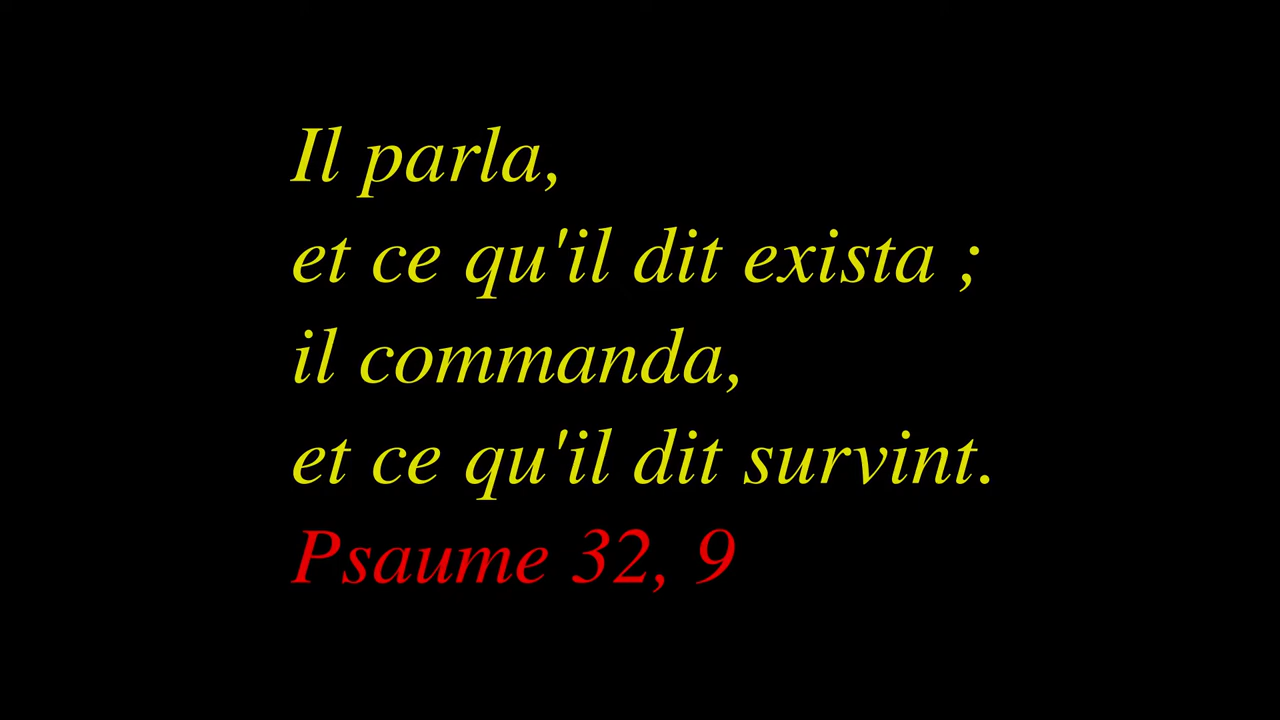 Il parla,
et ce qu'il dit exista ;
il commanda,
et ce qu'il dit survint.
Psaume 32, 9